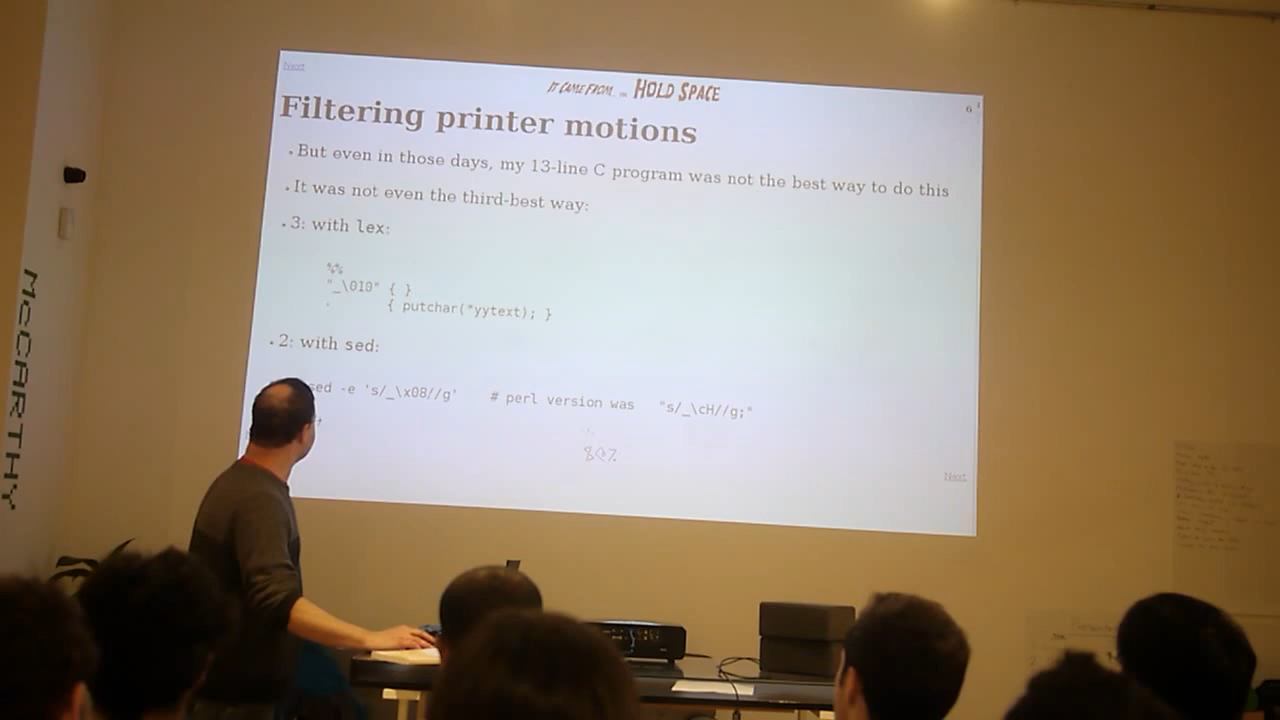 Next
IT CAME FROM... THE HOLD SPACE
6
Filtering printer motions
• But even in those days, my 13-line C program was not the best way to do this
• It was not even the third-best way:
• 3: with lex:
%%
"_\010" { }
. { putchar(*yytext); }
• 2: with sed:
sed -e 's/_\x08//g' # perl version was "s/_\cH//g;"
Next
McCARTHY